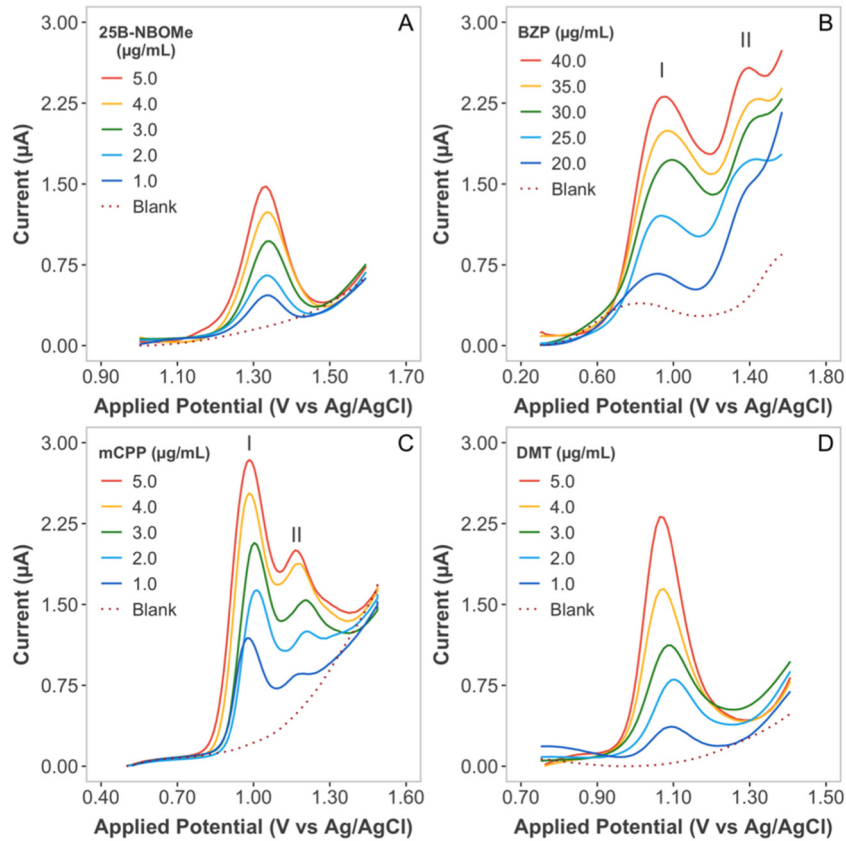 A
25B-NBOMe
(µg/mL)
5.0
4.0
3.0
2.0
1.0
Blank
3.00
2.25
1.50
0.75
0.00
Current (µA)
0.90 1.10 1.30 1.50 1.70
Applied Potential (V vs Ag/AgCl)
B
BZP (µg/mL)
40.0
35.0
30.0
25.0
20.0
Blank
I
II
3.00
2.25
1.50
0.75
0.00
Current (µA)
0.20 0.60 1.00 1.40 1.80
Applied Potential (V vs Ag/AgCl)
C
mCPP (µg/mL)
5.0
4.0
3.0
2.0
1.0
Blank
I
II
3.00
2.25
1.50
0.75
0.00
Current (µA)
0.40 0.70 1.00 1.30 1.60
Applied Potential (V vs Ag/AgCl)
D
DMT (µg/mL)
5.0
4.0
3.0
2.0
1.0
Blank
3.00
2.25
1.50
0.75
0.00
Current (µA)
0.70 0.90 1.10 1.30 1.50
Applied Potential (V vs Ag/AgCl)